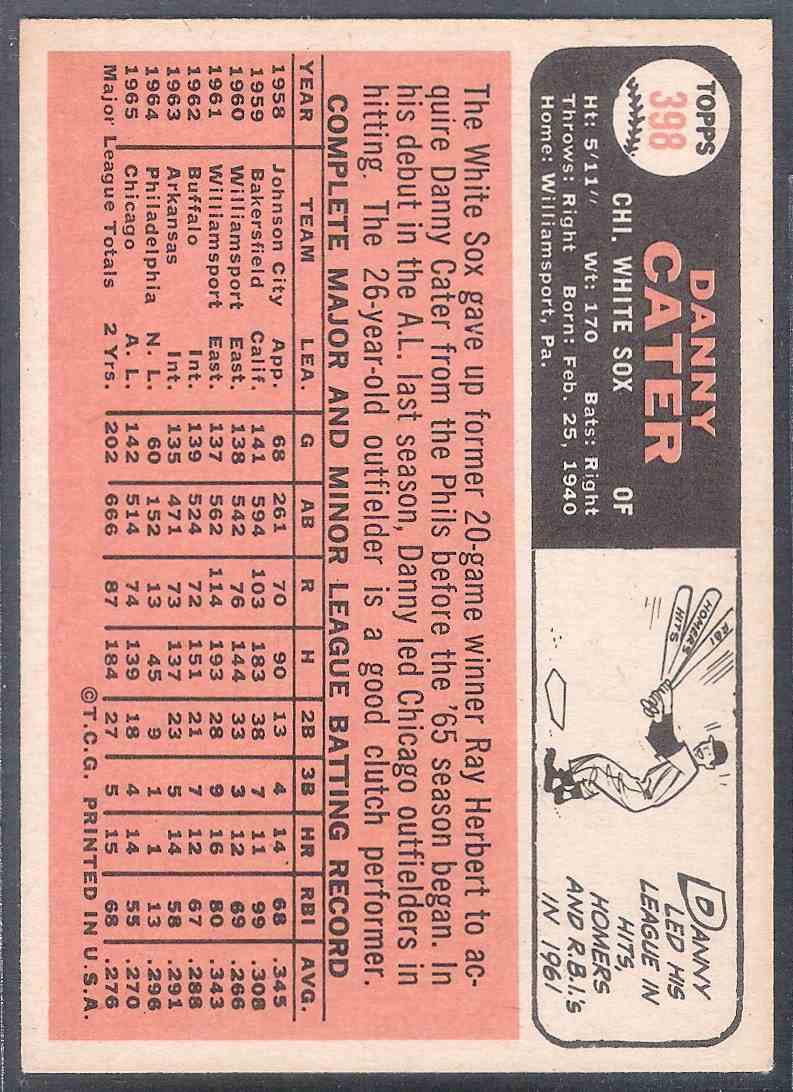 TOPPS
398
DANNY
CATER
CHI. WHITE SOX OF
Ht: 5'11" Wt: 170 Bats: Right
Throws: Right Born: Feb. 25, 1940
Home: Williamsport, Pa.
RBI
HOMERS
HITS
DANNY
LED HIS
LEAGUE IN
HITS,
HOMERS
AND R.B.I.'s
IN 1961
The White Sox gave up former 20-game winner Ray Herbert to ac-
quire Danny Cater from the Phils before the '65 season began. In
his debut in the A.L. last season, Danny led Chicago outfielders in
hitting. The 26-year-old outfielder is a good clutch performer.
COMPLETE MAJOR AND MINOR LEAGUE BATTING RECORD
YEAR TEAM LEA. G AB R H 2B 3B HR RBI AVG.
1958 Johnson City App. 68 261 70 90 13 4 14 68 .345
1959 Bakersfield Calif. 141 594 103 183 38 7 11 99 .308
1960 Williamsport East. 138 542 76 144 33 3 12 69 .266
1961 Williamsport East. 137 562 114 193 28 9 16 80 .343
1962 Buffalo Int. 139 524 72 151 21 7 12 67 .288
1963 Arkansas Int. 135 471 73 137 23 5 14 58 .291
1964 Philadelphia N. L. 60 152 13 45 9 1 1 13 .296
1965 Chicago A. L. 142 514 74 139 18 4 14 55 .270
Major League Totals 2 Yrs. 202 666 87 184 27 5 15 68 .276
©T.C.G. PRINTED IN U.S.A.